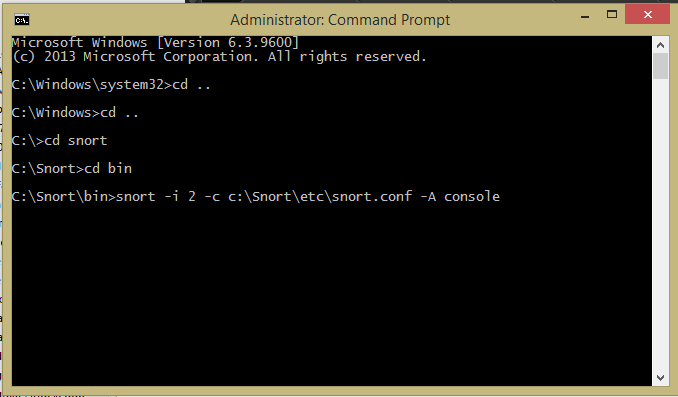 Administrator: Command Prompt
Microsoft Windows [Version 6.3.9600]
(c) 2013 Microsoft Corporation. All rights reserved.
C:\Windows\system32>cd ..
C:\Windows>cd ..
C:\>cd snort
C:\Snort>cd bin
C:\Snort\bin>snort -i 2 -c c:\Snort\etc\snort.conf -A console